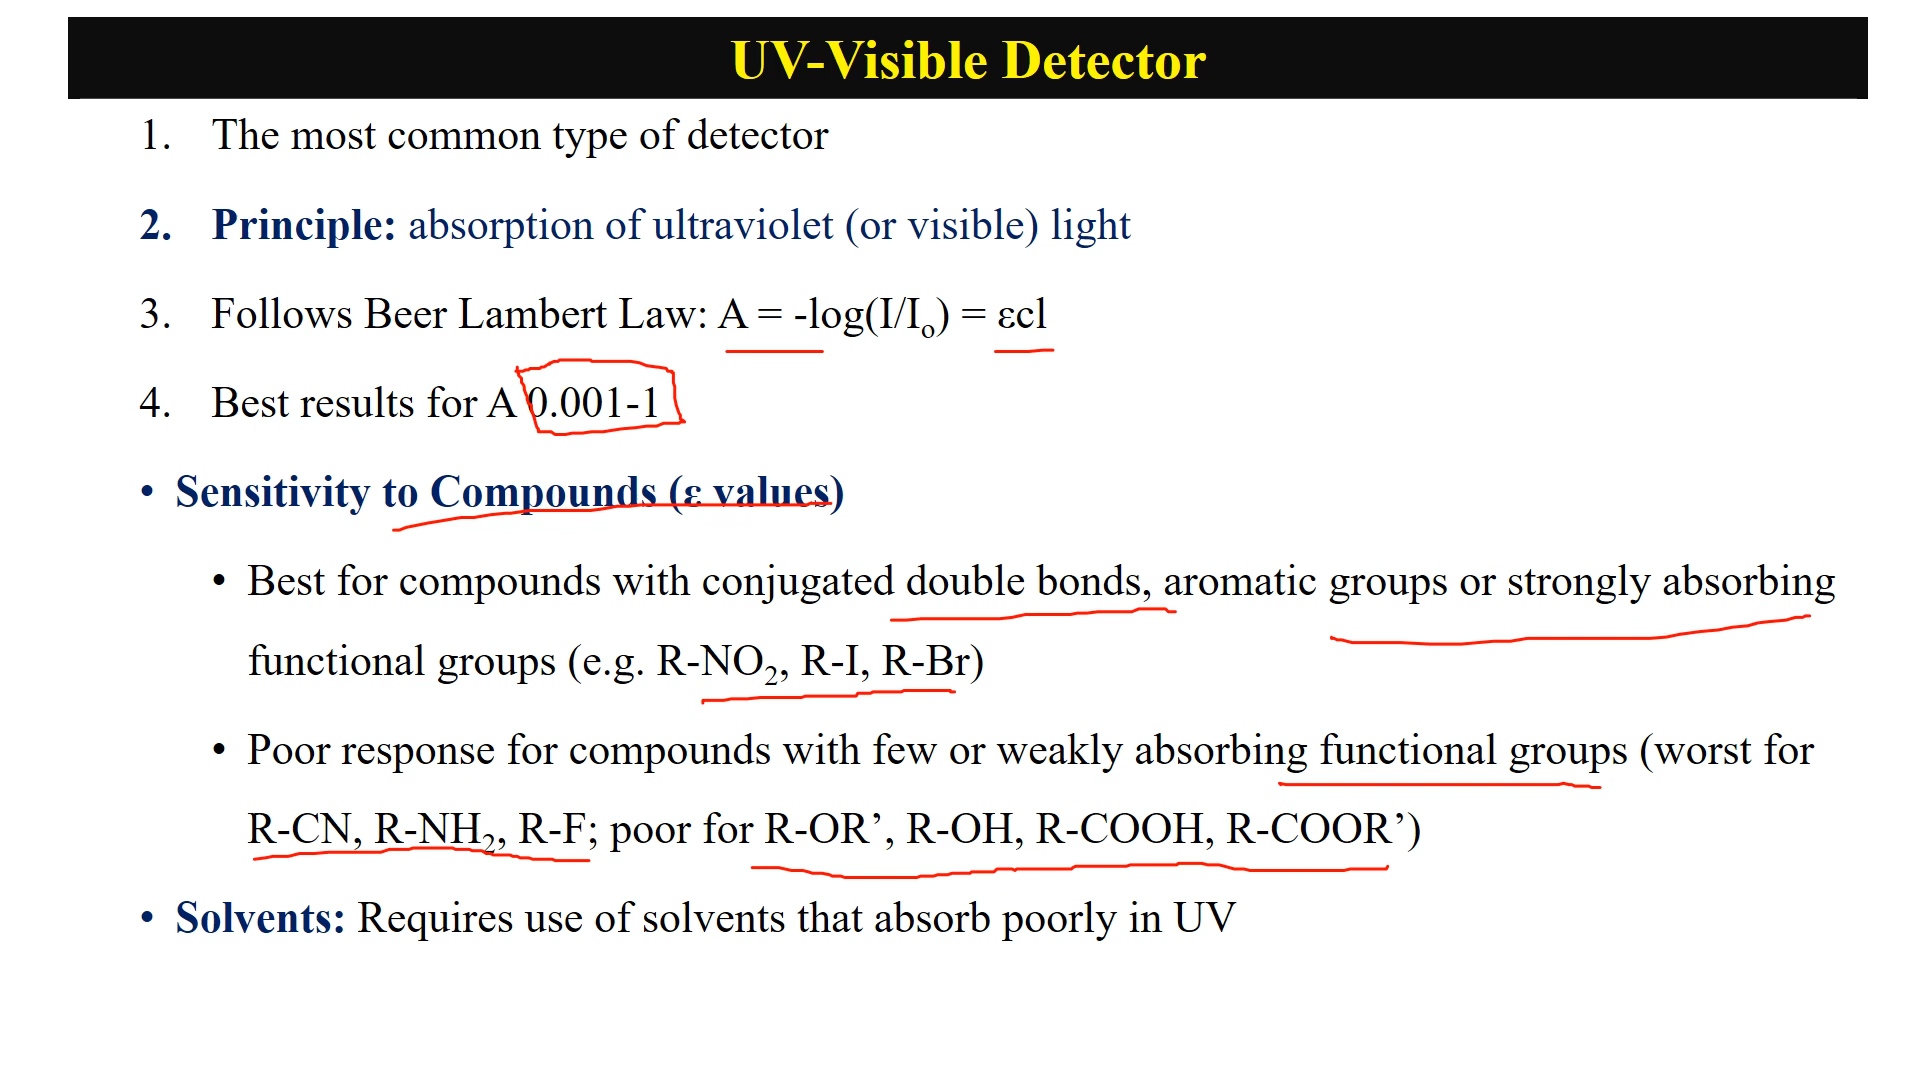 UV-Visible Detector
1. The most common type of detector
2. Principle: absorption of ultraviolet (or visible) light
3. Follows Beer Lambert Law: A = -log(I/Iₒ) = εcl
4. Best results for A 0.001-1
• Sensitivity to Compounds (ε values)
• Best for compounds with conjugated double bonds, aromatic groups or strongly absorbing
functional groups (e.g. R-NO₂, R-I, R-Br)
• Poor response for compounds with few or weakly absorbing functional groups (worst for
R-CN, R-NH₂, R-F; poor for R-OR’, R-OH, R-COOH, R-COOR’)
• Solvents: Requires use of solvents that absorb poorly in UV